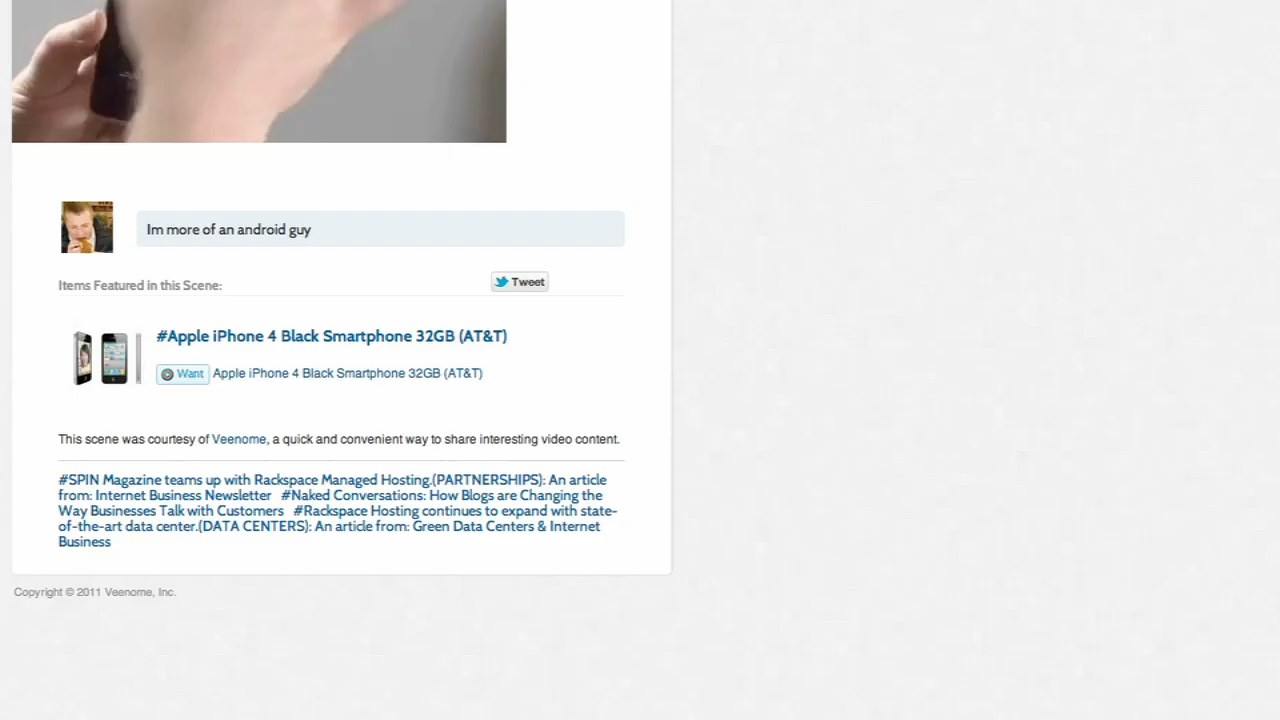 Im more of an android guy
Items Featured in this Scene:
Tweet
#Apple iPhone 4 Black Smartphone 32GB (AT&T)
Want Apple iPhone 4 Black Smartphone 32GB (AT&T)
This scene was courtesy of Veenome, a quick and convenient way to share interesting video content.
#SPIN Magazine teams up with Rackspace Managed Hosting.(PARTNERSHIPS): An article
from: Internet Business Newsletter #Naked Conversations: How Blogs are Changing the
Way Businesses Talk with Customers #Rackspace Hosting continues to expand with state-
of-the-art data center.(DATA CENTERS): An article from: Green Data Centers & Internet
Business
Copyright © 2011 Veenome, Inc.